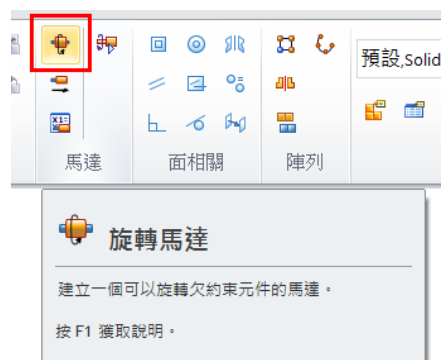 預設,Solid
X1=
馬達
面相關
陣列
旋轉馬達
建立一個可以旋轉欠約束元件的馬達。
按 F1 獲取說明。